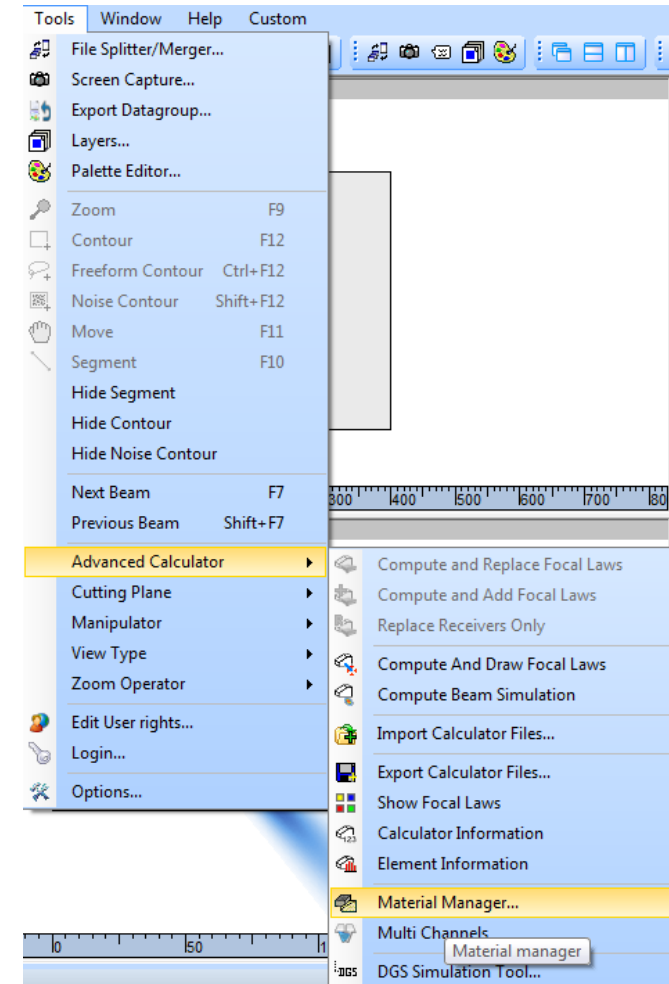 Tools Window Help Custom
File Splitter/Merger...
Screen Capture...
Export Datagroup...
Layers...
Palette Editor...
Zoom F9
Contour F12
Freeform Contour Ctrl+F12
Noise Contour Shift+F12
Move F11
Segment F10
Hide Segment
Hide Contour
Hide Noise Contour
Next Beam F7
Previous Beam Shift+F7
300 400 500 600 700 80
Advanced Calculator
Cutting Plane
Manipulator
View Type
Zoom Operator
Edit User rights...
Login...
Options...
Compute and Replace Focal Laws
Compute and Add Focal Laws
Replace Receivers Only
Compute And Draw Focal Laws
Compute Beam Simulation
Import Calculator Files...
Export Calculator Files...
Show Focal Laws
123 Calculator Information
Element Information
Material Manager...
Multi Channels
Material manager
DGS DGS Simulation Tool...
0 50 1